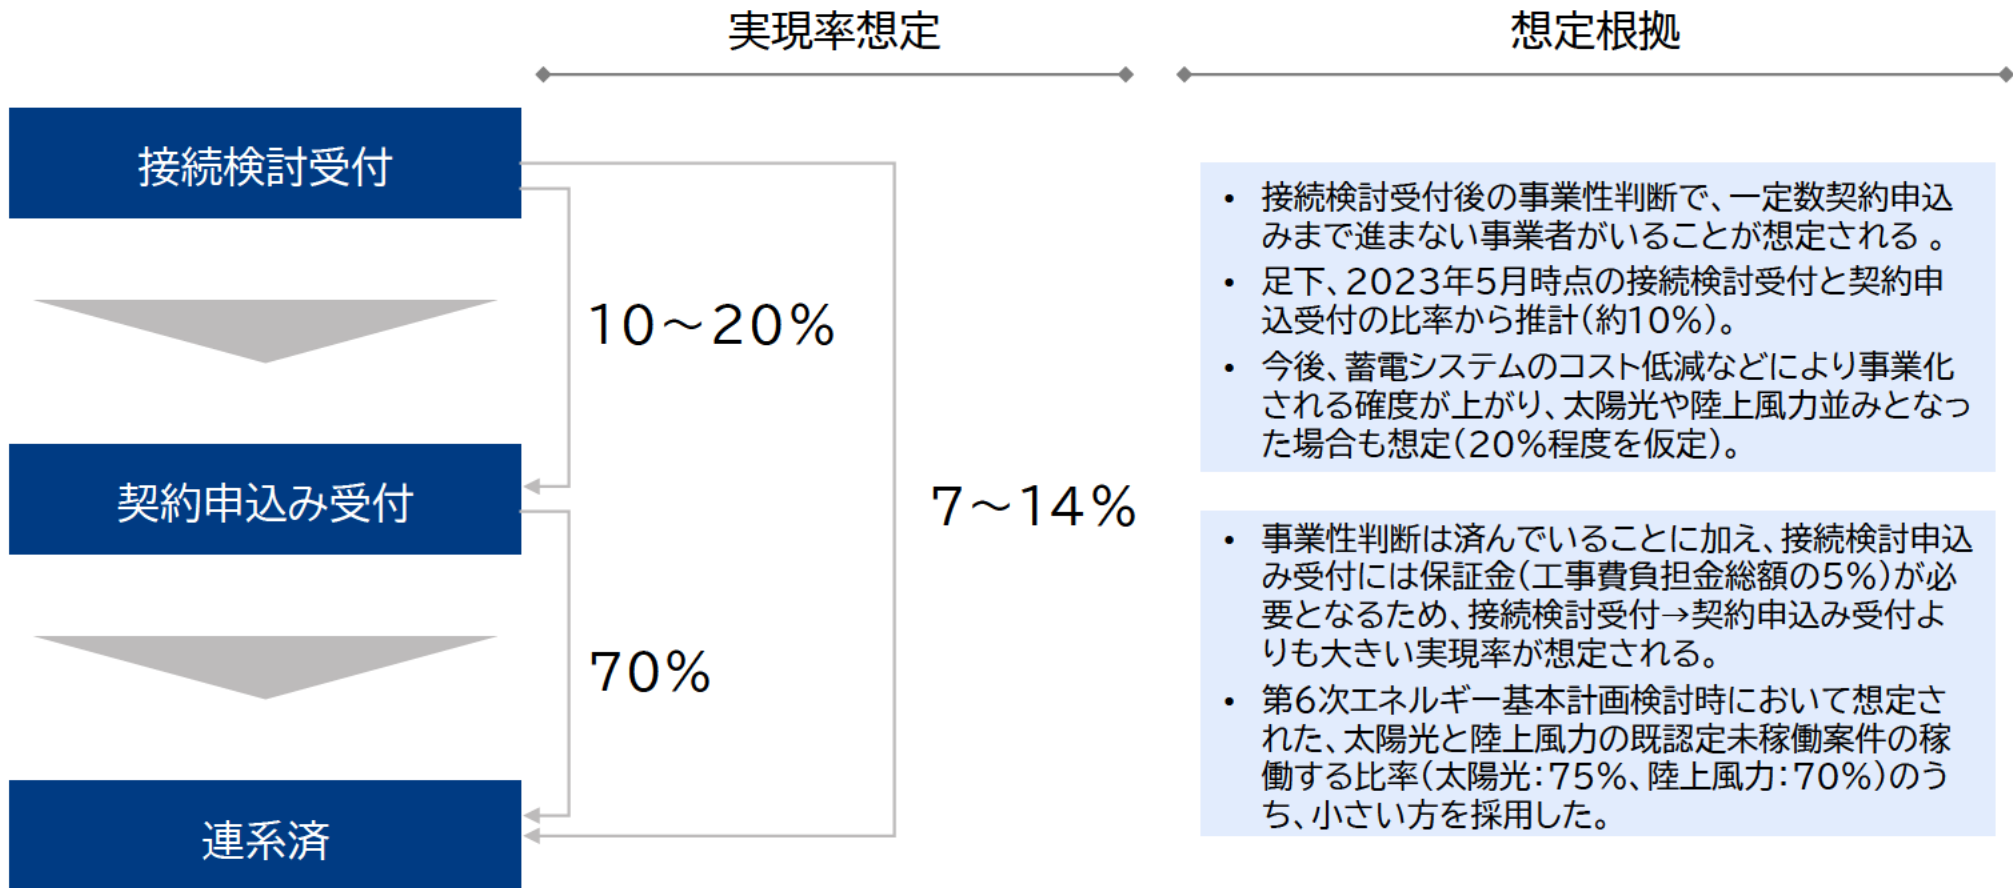 実現率想定
想定根拠
接続検討受付
契約申込み受付
連系済
10～20%
70%
7～14%
• 接続検討受付後の事業性判断で、一定数契約申込
みまで進まない事業者がいることが想定される 。
• 足下、2023年5月時点の接続検討受付と契約申
込受付の比率から推計(約10%)。
• 今後、蓄電システムのコスト低減などにより事業化
される確度が上がり、太陽光や陸上風力並みとなっ
た場合も想定(20%程度を仮定)。
• 事業性判断は済んでいることに加え、接続検討申込
み受付には保証金(工事費負担金総額の5%)が必
要となるため、接続検討受付→契約申込み受付よ
りも大きい実現率が想定される。
• 第6次エネルギー基本計画検討時において想定さ
れた、太陽光と陸上風力の既認定未稼働案件の稼
働する比率(太陽光：75%、陸上風力：70%)のう
ち、小さい方を採用した。